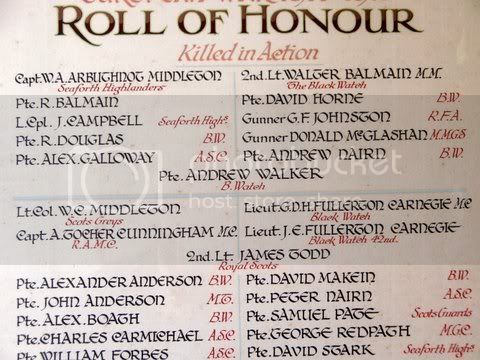 ROLL OF HONOUR
Killed in Action
Capt. W.A. ARBUTHNOT MIDDLETON
Seaforth Highlanders
Pte. R. BALMAIN
L.Cpl. J. CAMPBELL Seaforth Highs.
Pte. R. DOUGLAS B.W.
Pte. ALEX. GALLOWAY A.S.C.
2nd. Lt. WALTER BALMAIN M.M.
The Black Watch
Pte. DAVID HORNE B.W.
Gunner G.F. JOHNSTON R.F.A.
Gunner DONALD McGLASHAN M.M.G.S
Pte. ANDREW NAIRN B.W.
Pte. ANDREW WALKER
B. Watch
Lt. Col. W.C. MIDDLETON
Scots Greys
Capt. A. GOCHER CUNNINGHAM M.C
R.A.M.C.
Lieut. G.D.H. FULLERTON CARNEGIE M.C
Black Watch
Lieut. J.E. FULLERTON CARNEGIE
Black Watch 42nd.
2nd. Lt. JAMES TODD
Royal Scots
Pte. ALEXANDER ANDERSON B.W.
Pte. JOHN ANDERSON M.T.
Pte. ALEX. BOATH B.W.
Pte. CHARLES CARMICHAEL A.S.C.
Pte. WILLIAM FORBES A.S.C.
Pte. DAVID MAKEIN B.W.
Pte. PETER NAIRN A.S.C.
Pte. SAMUEL PATE Scots Guards
Pte. GEORGE REDPATH M.G.C.
Pte. DAVID STARK Seaforth Highs.
photobucket